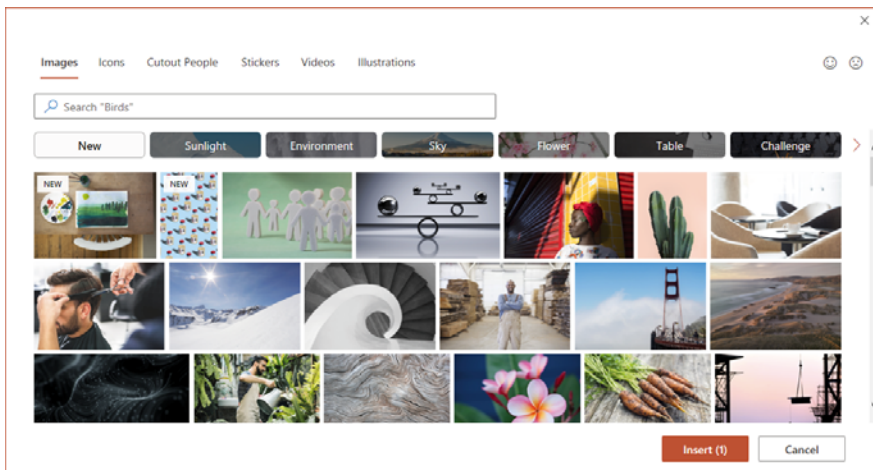 Images Icons Cutout People Stickers Videos Illustrations
Search "Birds"
New Sunlight Environment Sky Flower Table Challenge
NEW NEW
Insert (1) Cancel